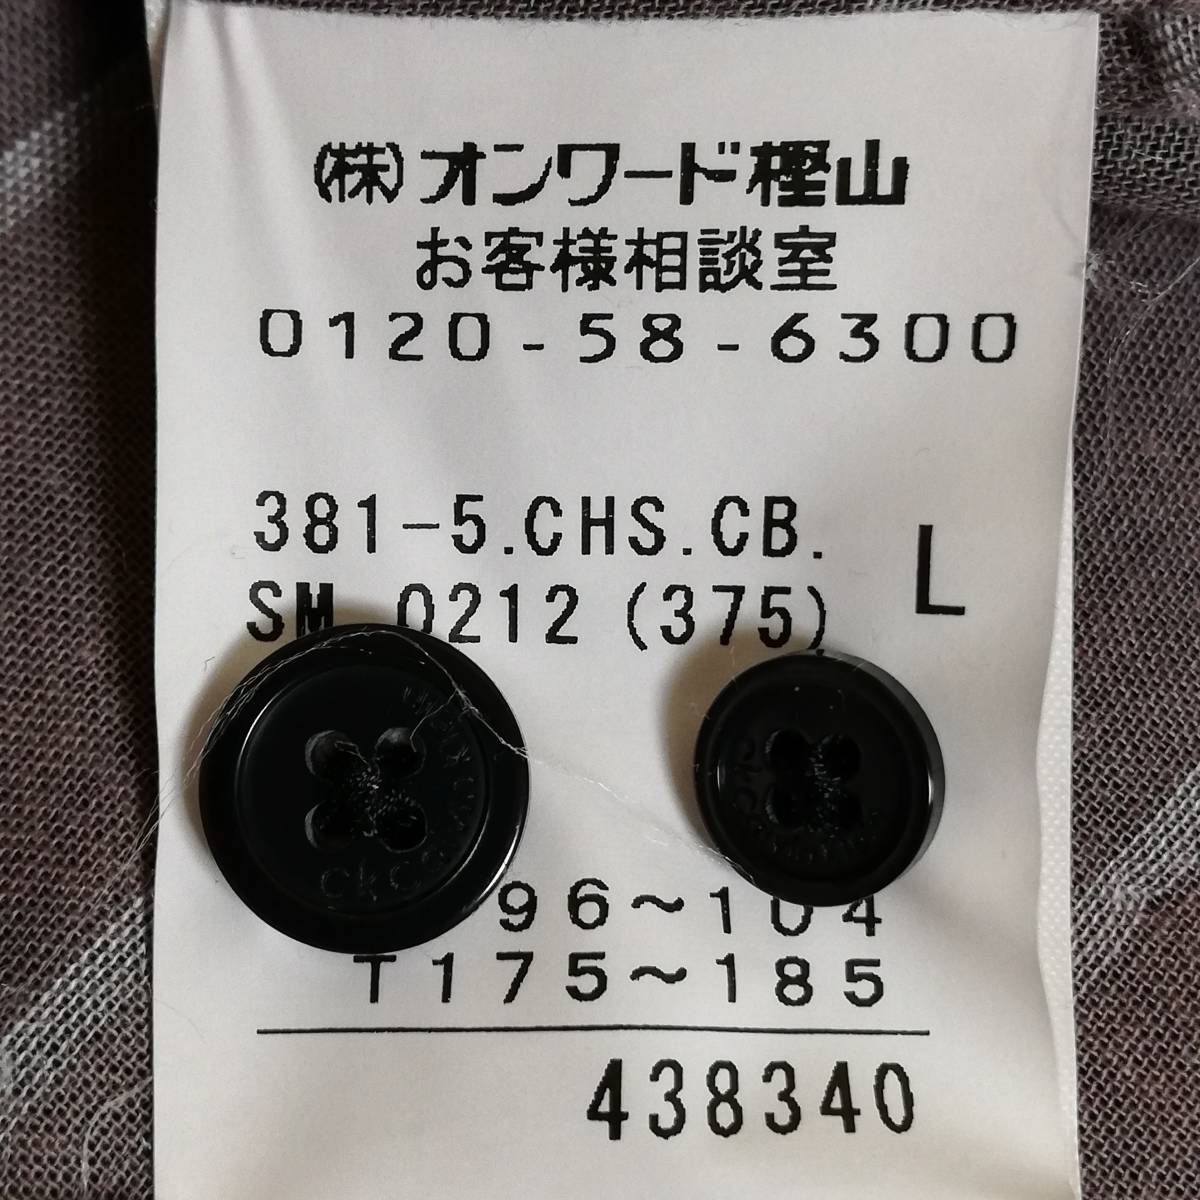 (株)オンワード樫山
お客様相談室
0120-58-6300
381-5.CHS.CB.
L
SM 0212 (375)
ckc
96～104
T175～185
438340